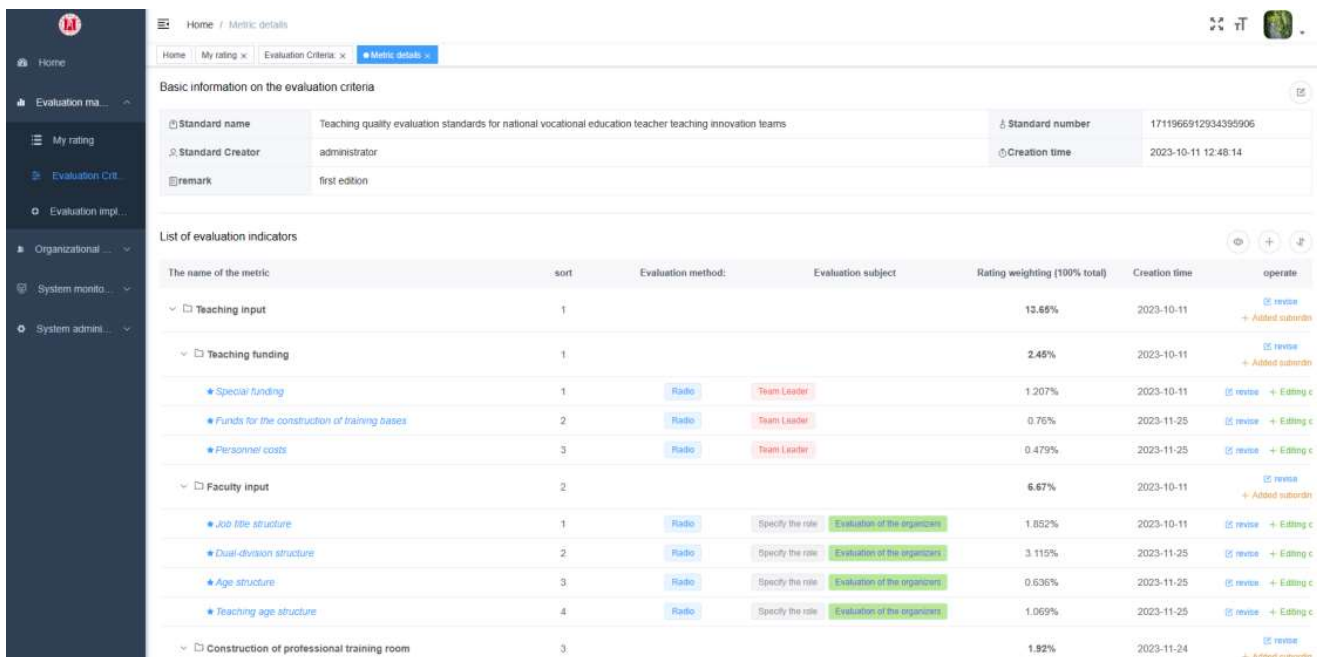 Home / Metric details
Home My rating × Evaluation Criteria: × Metric details ×
Home
Evaluation ma...
My rating
Evaluation Crit...
Evaluation impl...
Organizational ...
System monito...
System admini...
Basic information on the evaluation criteria
Standard name Teaching quality evaluation standards for national vocational education teacher teaching innovation teams Standard number 1711966912934395906
Standard Creator administrator Creation time 2023-10-11 12:48:14
remark first edition
List of evaluation indicators
The name of the metric sort Evaluation method: Evaluation subject Rating weighting (100% total) Creation time operate
Teaching input 1 13.65% 2023-10-11 revise
+ Added subordin
Teaching funding 1 2.45% 2023-10-11 revise
+ Added subordin
Special funding 1 Radio Team Leader 1.207% 2023-10-11 revise + Editing c
Funds for the construction of training bases 2 Radio Team Leader 0.76% 2023-11-25 revise + Editing c
Personnel costs 3 Radio Team Leader 0.479% 2023-11-25 revise + Editing c
Faculty input 2 6.67% 2023-10-11 revise
+ Added subordin
Job title structure 1 Radio Specify the role Evaluation of the organizers 1.852% 2023-10-11 revise + Editing c
Dual-division structure 2 Radio Specify the role Evaluation of the organizers 3.115% 2023-11-25 revise + Editing c
Age structure 3 Radio Specify the role Evaluation of the organizers 0.636% 2023-11-25 revise + Editing c
Teaching age structure 4 Radio Specify the role Evaluation of the organizers 1.069% 2023-11-25 revise + Editing c
Construction of professional training room 3 1.92% 2023-11-24 revise
+ Added subordin